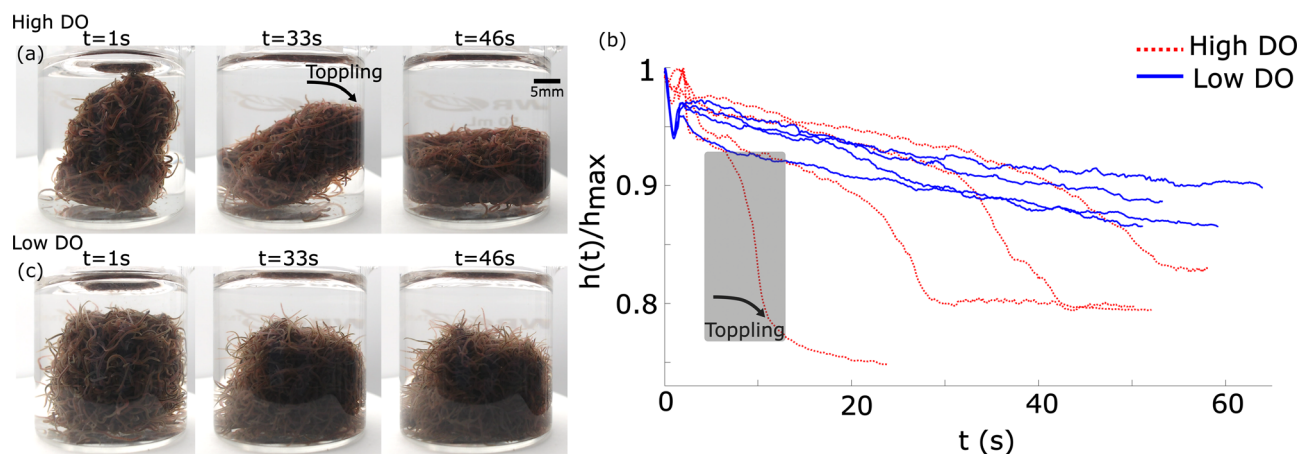 High DO
(a)
t=1s
t=33s
t=46s
Toppling
5mm
Low DO
(c)
t=1s
t=33s
t=46s
(b)
High DO
Low DO
h(t)/hmax
1
0.9
0.8
Toppling
0
20
40
60
t (s)